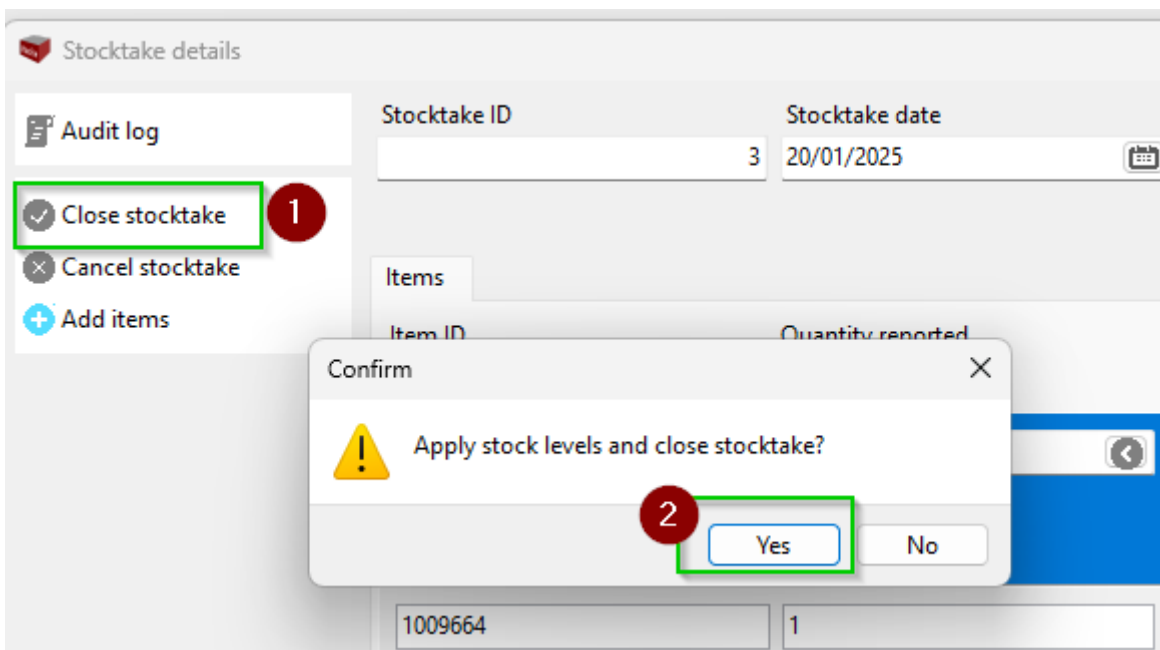 Stocktake details
Audit log
Stocktake ID
Stocktake date
3
20/01/2025
Close stocktake
1
Cancel stocktake
Add items
Items
Item ID
Quantity reported
Confirm
Apply stock levels and close stocktake?
2
Yes
No
1009664
1